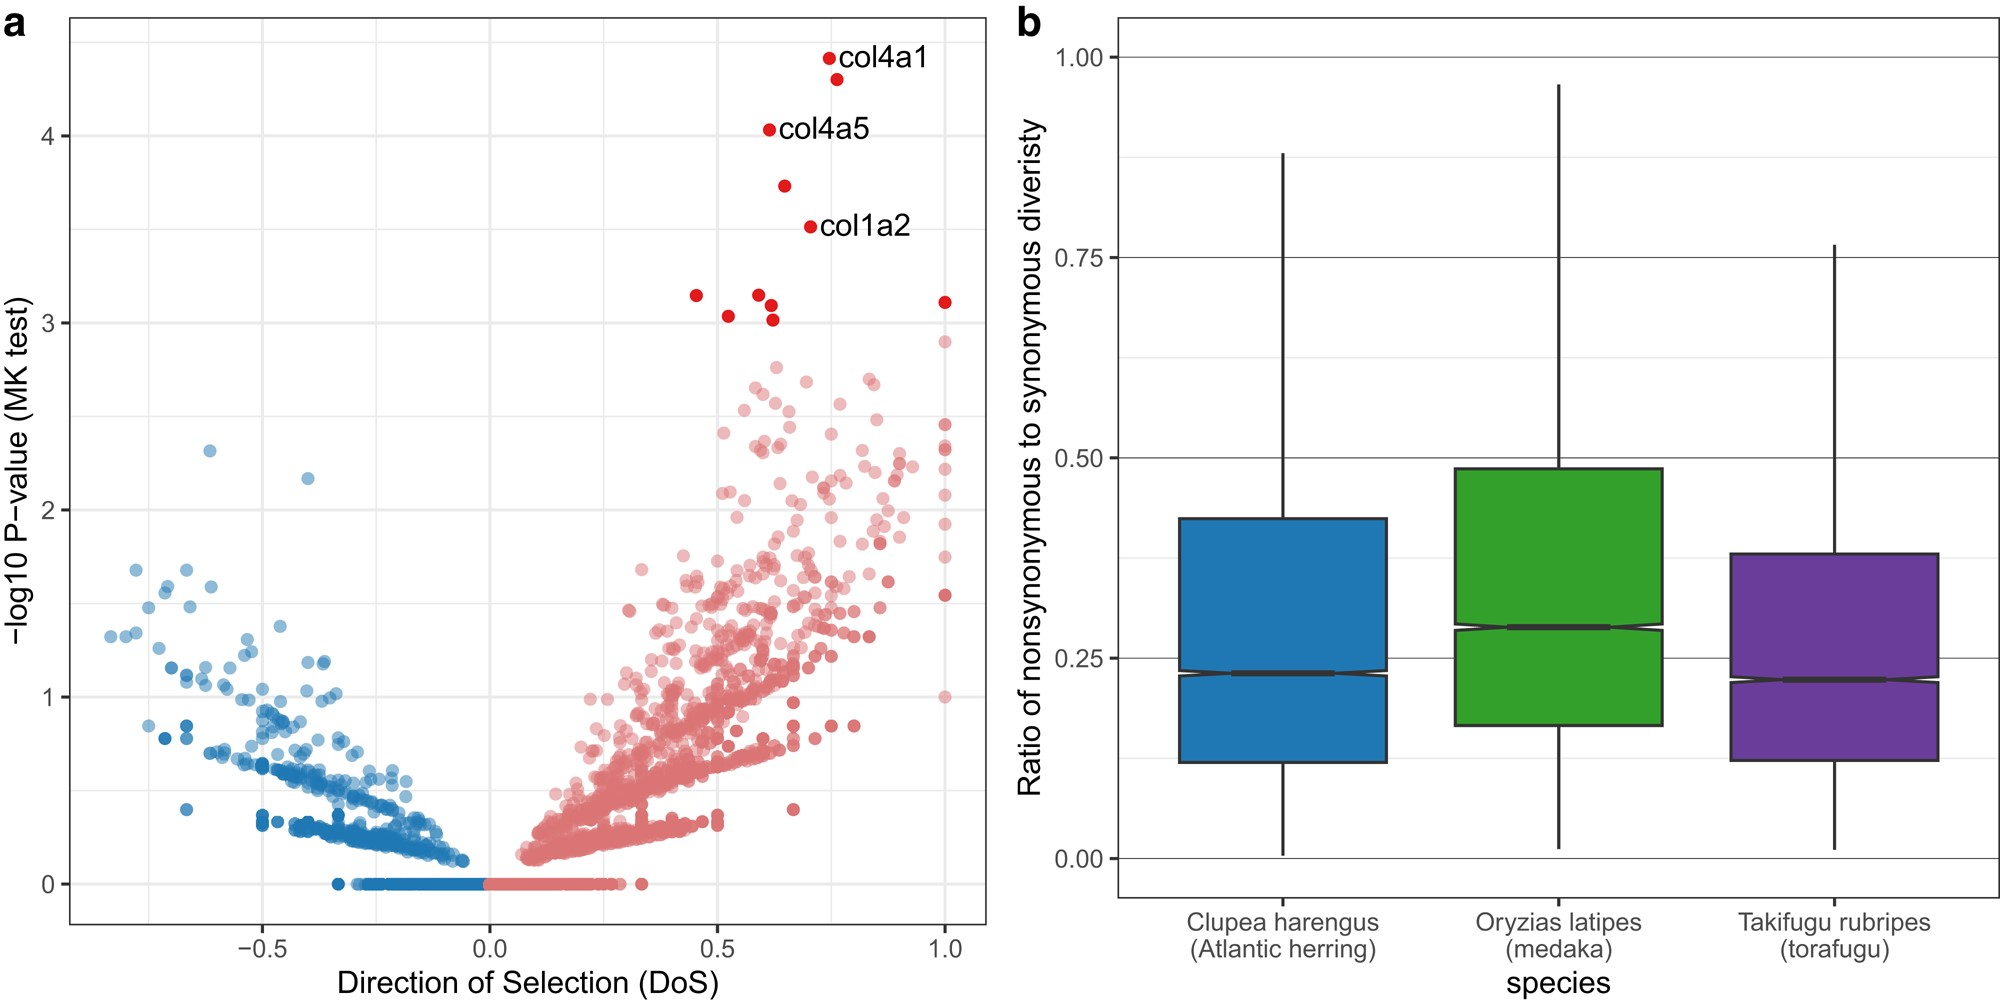 a
col4a1
col4a5
col1a2
4
3
2
1
0
−0.5
0.0
0.5
1.0
−log10 P−value (MK test)
Direction of Selection (DoS)
b
1.00
0.75
0.50
0.25
0.00
Ratio of nonsynonymous to synonymous diveristy
Clupea harengus
(Atlantic herring)
Oryzias latipes
(medaka)
Takifugu rubripes
(torafugu)
species